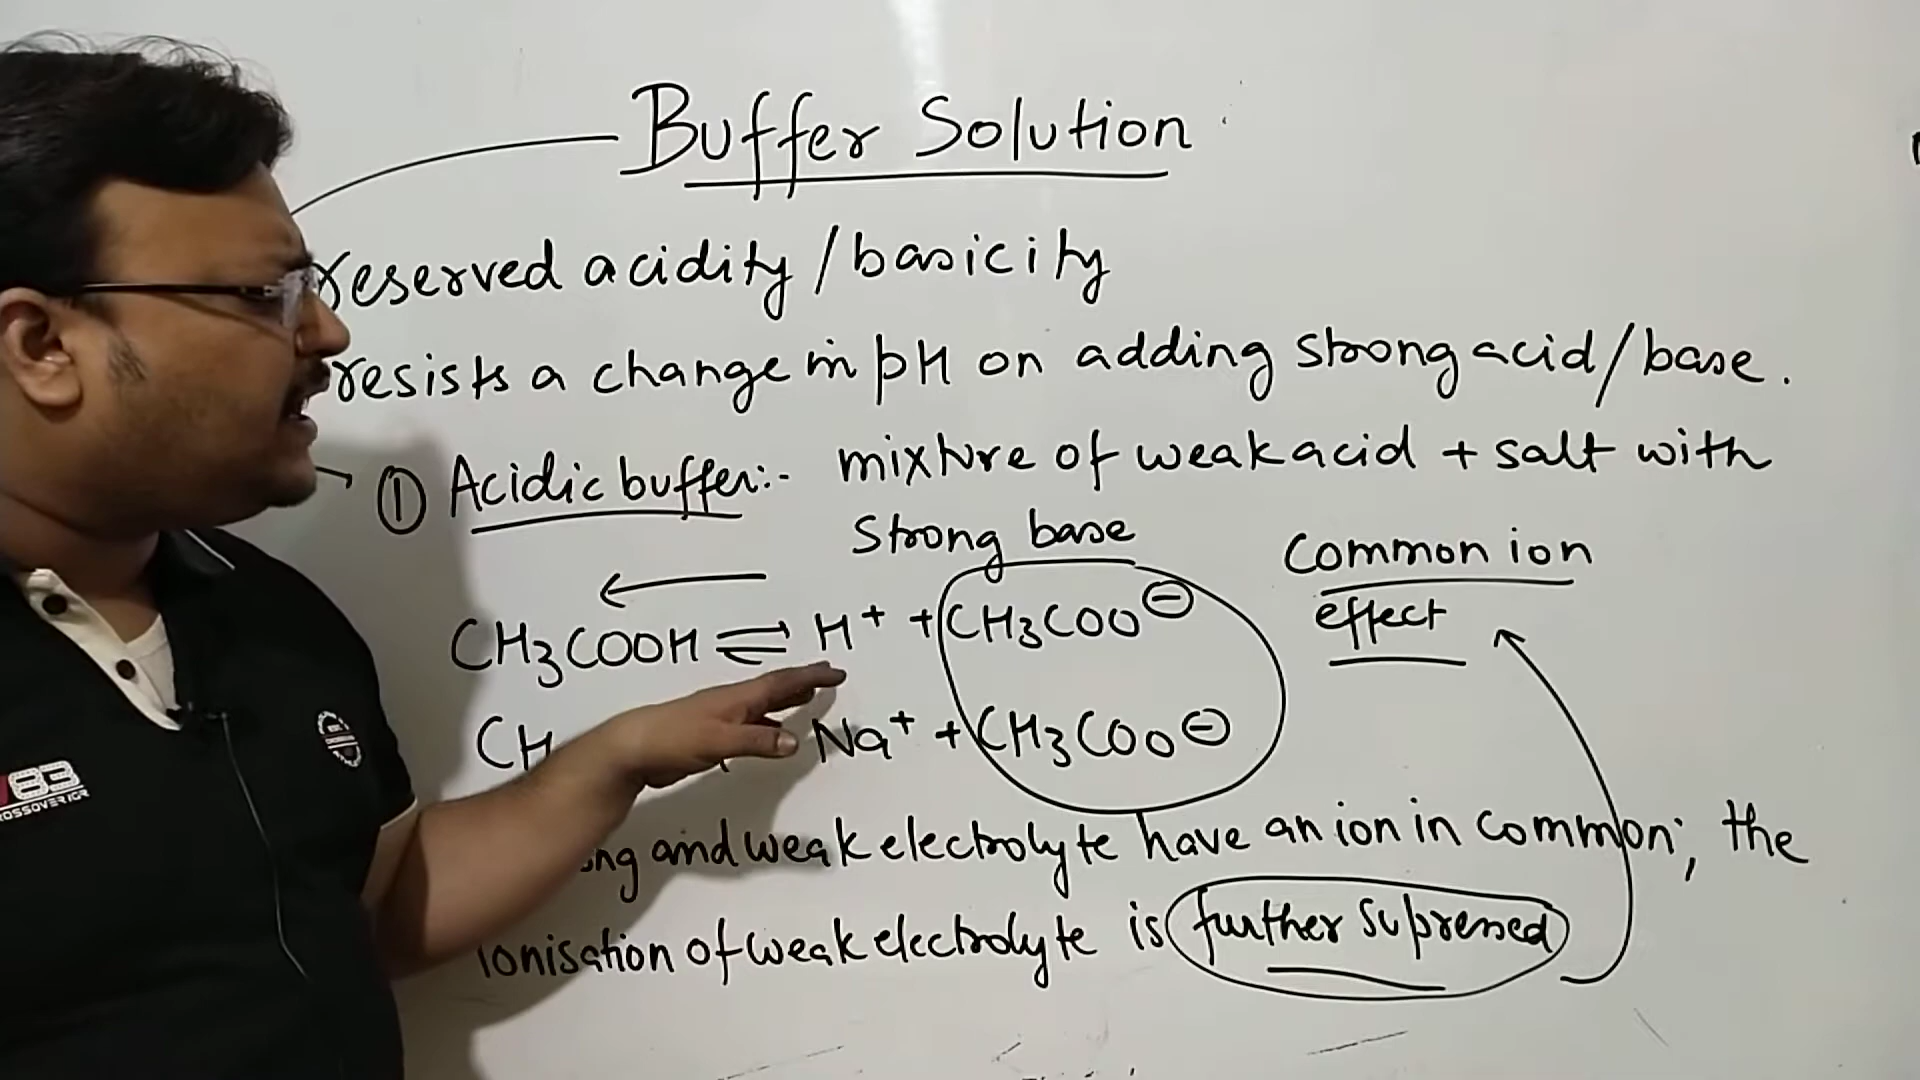 Buffer Solution
reserved acidity / basicity
resists a change in pH on adding strong acid / base.
① Acidic buffer:- mixture of weak acid + salt with
Strong base
Common ion
effect
CH3COOH ⇌ H+ + CH3COO⊖
CH Na+ + CH3COO⊖
and weak electrolyte have an ion in common; the
ionisation of weak electrolyte is further supressed
83